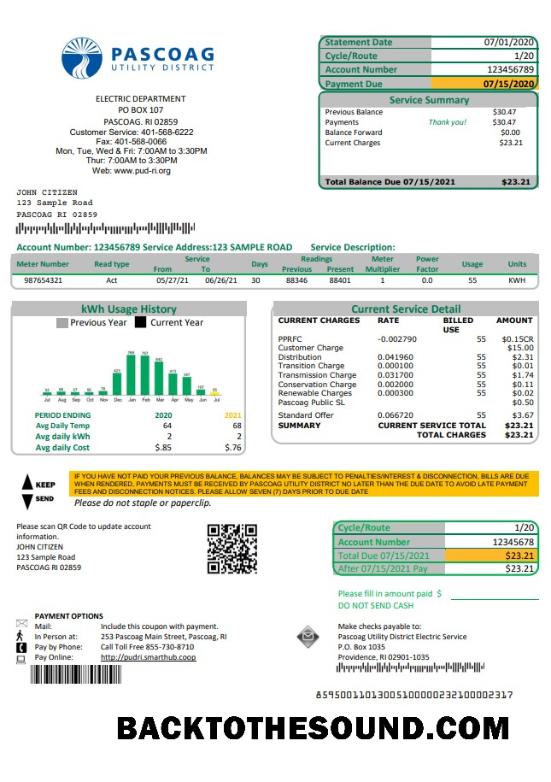 PASCOAG
UTILITY DISTRICT
ELECTRIC DEPARTMENT
PO BOX 107
PASCOAG. RI 02859
Customer Service: 401-568-6222
Fax: 401-568-0066
Mon, Tue, Wed & Fri: 7:00AM to 3:30PM
Thur: 7:00AM to 3:30PM
Web: www.pud-ri.org
Statement Date 07/01/2020
Cycle/Route 1/20
Account Number 123456789
Payment Due 07/15/2020
Service Summary
Previous Balance $30.47
Payments Thank you! $30.47
Balance Forward $0.00
Current Charges $23.21
Total Balance Due 07/15/2021 $23.21
JOHN CITIZEN
123 Sample Road
PASCOAG RI 02859
Account Number: 123456789 Service Address:123 SAMPLE ROAD Service Description:
Meter Number Read type Service From To Days Readings Previous Present Meter Multiplier Power Factor Usage Units
987654321 Act 05/27/21 06/26/21 30 88346 88401 1 0.0 55 KWH
kWh Usage History
Previous Year Current Year
Jul Aug Sep Oct Nov Dec Jan Feb Mar Apr May Jun Jul
PERIOD ENDING 2020 2021
Avg Daily Temp 64 68
Avg daily kWh 2 2
Avg daily Cost $.85 $.76
Current Service Detail
CURRENT CHARGES RATE BILLED USE AMOUNT
PPRFC -0.002790 55 $0.15CR
Customer Charge $15.00
Distribution 0.041960 55 $2.31
Transition Charge 0.000100 55 $0.01
Transmission Charge 0.031700 55 $1.74
Conservation Charge 0.002000 55 $0.11
Renewable Charges 0.000300 55 $0.02
Pascoag Public SL $0.50
Standard Offer 0.066720 55 $3.67
SUMMARY CURRENT SERVICE TOTAL $23.21
TOTAL CHARGES $23.21
KEEP
SEND
IF YOU HAVE NOT PAID YOUR PREVIOUS BALANCE, BALANCES MAY BE SUBJECT TO PENALTIES/INTEREST & DISCONNECTION, BILLS ARE DUE
WHEN RENDERED, PAYMENTS MUST BE RECEIVED BY PASCOAG UTILITY DISTRICT NO LATER THAN THE DUE DATE TO AVOID LATE PAYMENT
FEES AND DISCONNECTION NOTICES. PLEASE ALLOW SEVEN (7) DAYS PRIOR TO DUE DATE
Please do not staple or paperclip.
Please scan QR Code to update account
information.
JOHN CITIZEN
123 Sample Road
PASCOAG RI 02859
Cycle/Route 1/20
Account Number 12345678
Total Due 07/15/2021 $23.21
After 07/15/2021 Pay $23.21
Please fill in amount paid $
DO NOT SEND CASH
PAYMENT OPTIONS
Mail: Include this coupon with payment.
In Person at: 253 Pascoag Main Street, Pascoag, RI
Pay by Phone: Call Toll Free 855-730-8710
Pay Online: http://pudri.smarthub.coop
Make checks payable to:
Pascoag Utility District Electric Service
P.O. Box 1035
Providence, RI 02901-1035
BACKTOTHESOUND.COM